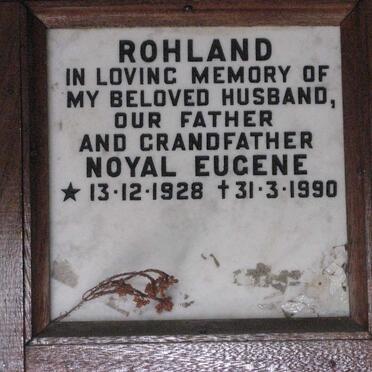 ROHLAND
IN LOVING MEMORY OF
MY BELOVED HUSBAND,
OUR FATHER
AND GRANDFATHER
NOYAL EUGENE
★ 13·12·1928 ✝ 31·3·1990